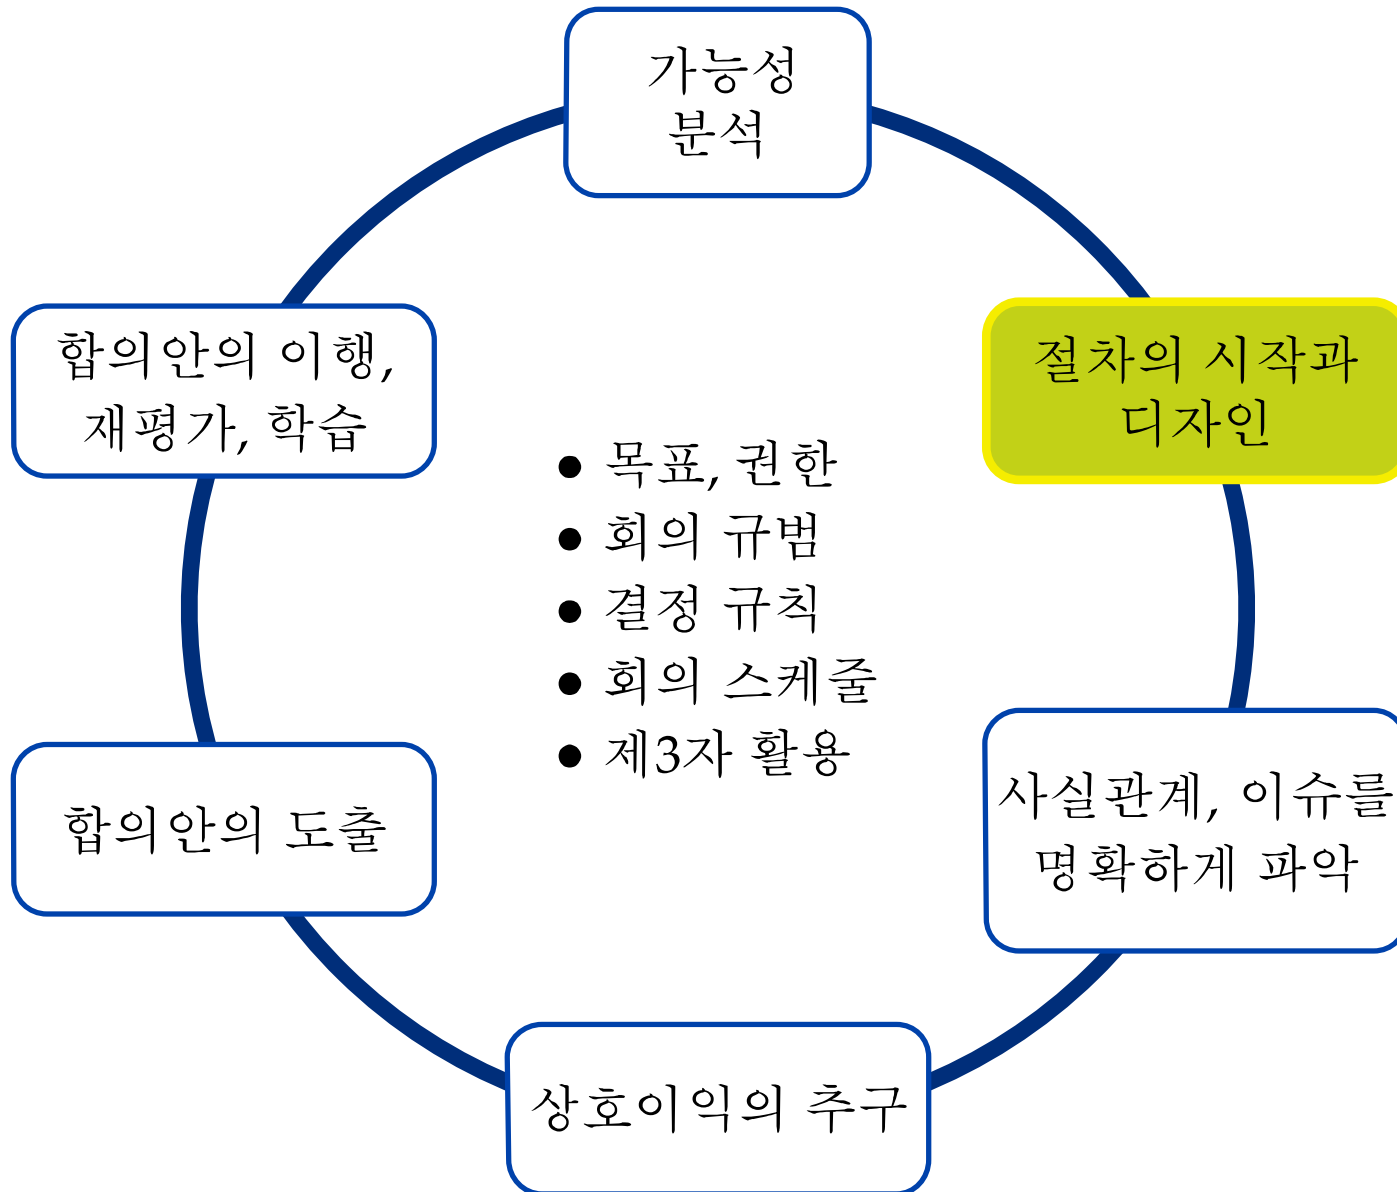 가능성
분석
절차의 시작과
디자인
사실관계, 이슈를
명확하게 파악
상호이익의 추구
합의안의 도출
합의안의 이행,
재평가, 학습
● 목표, 권한
● 회의 규범
● 결정 규칙
● 회의 스케줄
● 제3자 활용